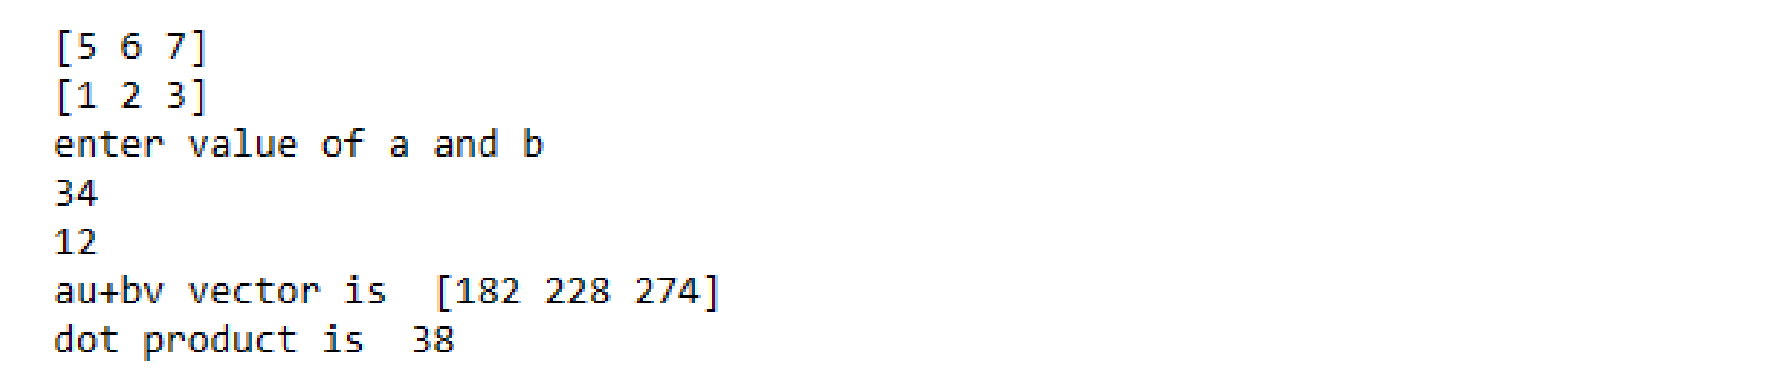 [5 6 7]
[1 2 3]
enter value of a and b
34
12
au+bv vector is  [182 228 274]
dot product is  38